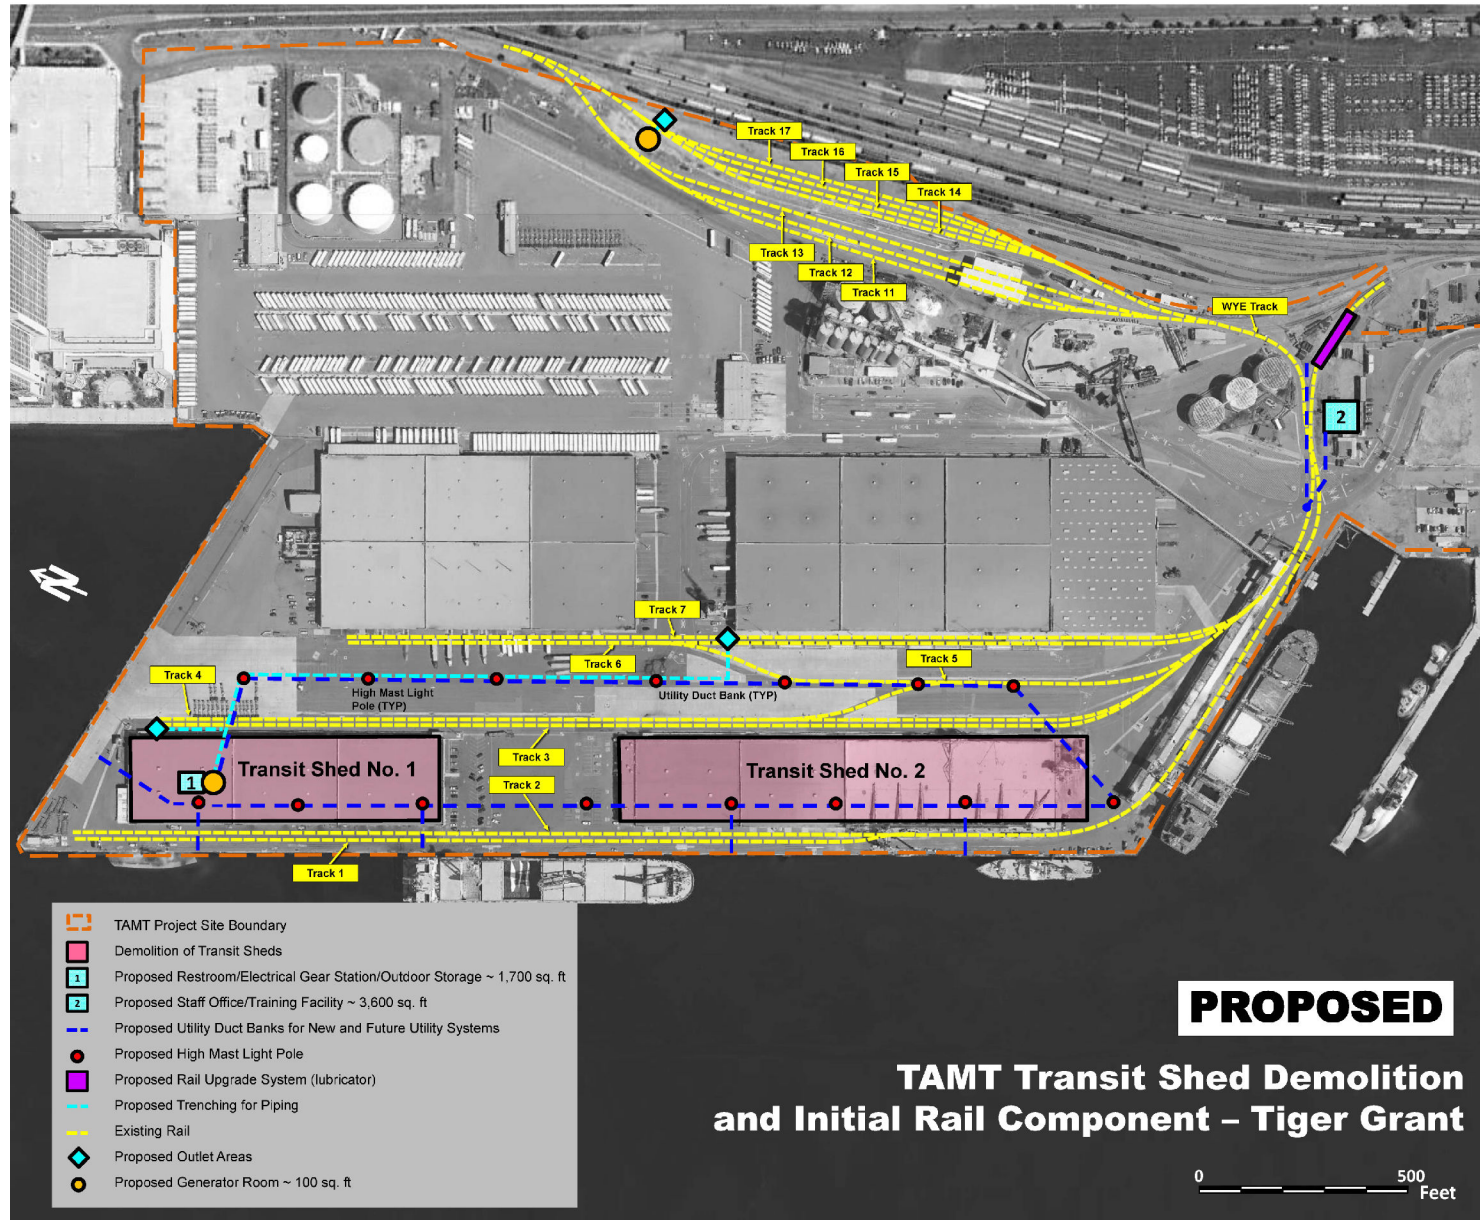 Track 17
Track 16
Track 15
Track 14
Track 13
Track 12
Track 11
WYE Track
2
N
Track 7
Track 6
Track 5
Track 4
High Mast Light
Pole (TYP)
Utility Duct Bank (TYP)
Track 3
Transit Shed No. 1
Transit Shed No. 2
1
Track 2
Track 1
TAMT Project Site Boundary
Demolition of Transit Sheds
1 Proposed Restroom/Electrical Gear Station/Outdoor Storage ~ 1,700 sq. ft
2 Proposed Staff Office/Training Facility ~ 3,600 sq. ft
Proposed Utility Duct Banks for New and Future Utility Systems
Proposed High Mast Light Pole
Proposed Rail Upgrade System (lubricator)
Proposed Trenching for Piping
Existing Rail
Proposed Outlet Areas
Proposed Generator Room ~ 100 sq. ft
PROPOSED
TAMT Transit Shed Demolition
and Initial Rail Component – Tiger Grant
0 500
Feet